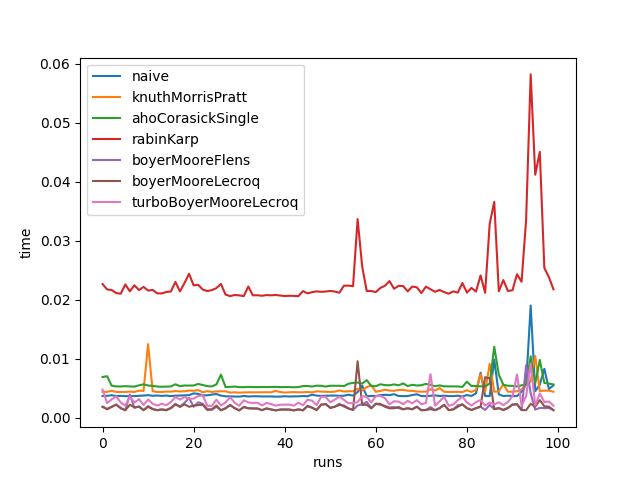 0.06
0.05
0.04
0.03
0.02
0.01
0.00
time
naive
knuthMorrisPratt
ahoCorasickSingle
rabinKarp
boyerMooreFlens
boyerMooreLecroq
turboBoyerMooreLecroq
0 20 40 60 80 100
runs